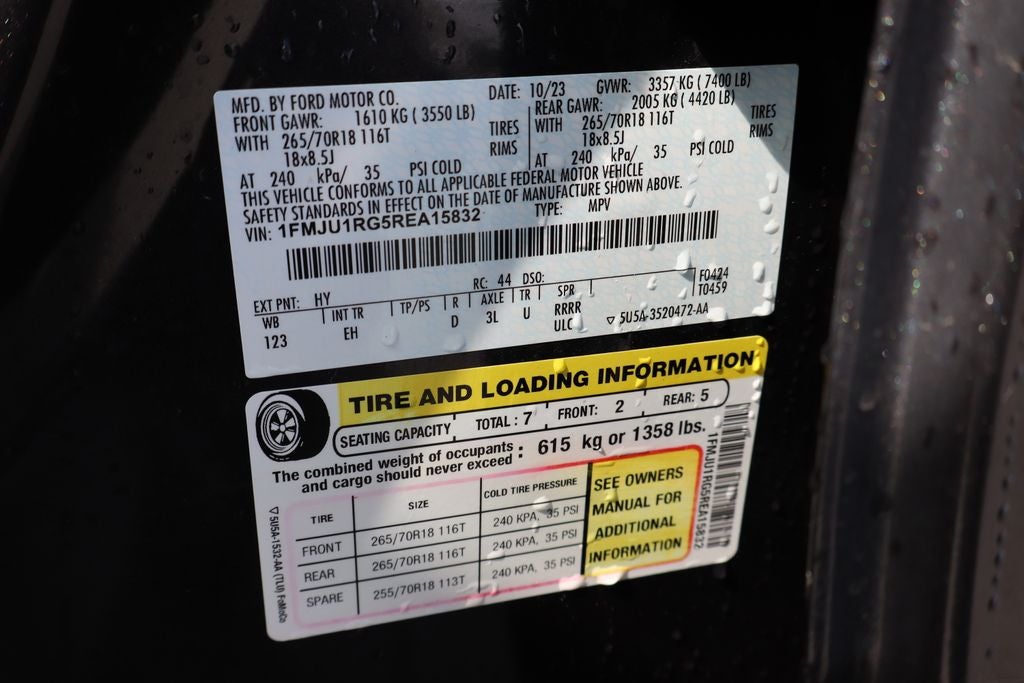 MFD. BY FORD MOTOR CO.
DATE: 10/23 GVWR: 3357 KG ( 7400 LB)
FRONT GAWR: 1610 KG ( 3550 LB)
WITH 265/70R18 116T TIRES
18x8.5J RIMS
AT 240 kPa/ 35 PSI COLD
REAR GAWR: 2005 KG ( 4420 LB)
WITH 265/70R18 116T TIRES
18x8.5J RIMS
AT 240 kPa/ 35 PSI COLD
THIS VEHICLE CONFORMS TO ALL APPLICABLE FEDERAL MOTOR VEHICLE
SAFETY STANDARDS IN EFFECT ON THE DATE OF MANUFACTURE SHOWN ABOVE.
VIN: 1FMJU1RG5REA15832 TYPE: MPV
EXT PNT: HY RC: 44 DSO: F0424
T0459
WB INT TR TP/PS R AXLE TR SPR
123 EH D 3L U RRRR
ULC ▽ 5U5A-3520472-AA
TIRE AND LOADING INFORMATION
SEATING CAPACITY TOTAL : 7 FRONT: 2 REAR: 5
The combined weight of occupants
and cargo should never exceed : 615 kg or 1358 lbs.
TIRE SIZE COLD TIRE PRESSURE
FRONT 265/70R18 116T 240 KPA, 35 PSI
REAR 265/70R18 116T 240 KPA, 35 PSI
SPARE 255/70R18 113T 240 KPA, 35 PSI
SEE OWNERS
MANUAL FOR
ADDITIONAL
INFORMATION
1FMJU1RG5REA15832
▽ 5U5A-1532-AA (TLU) FoMoCo